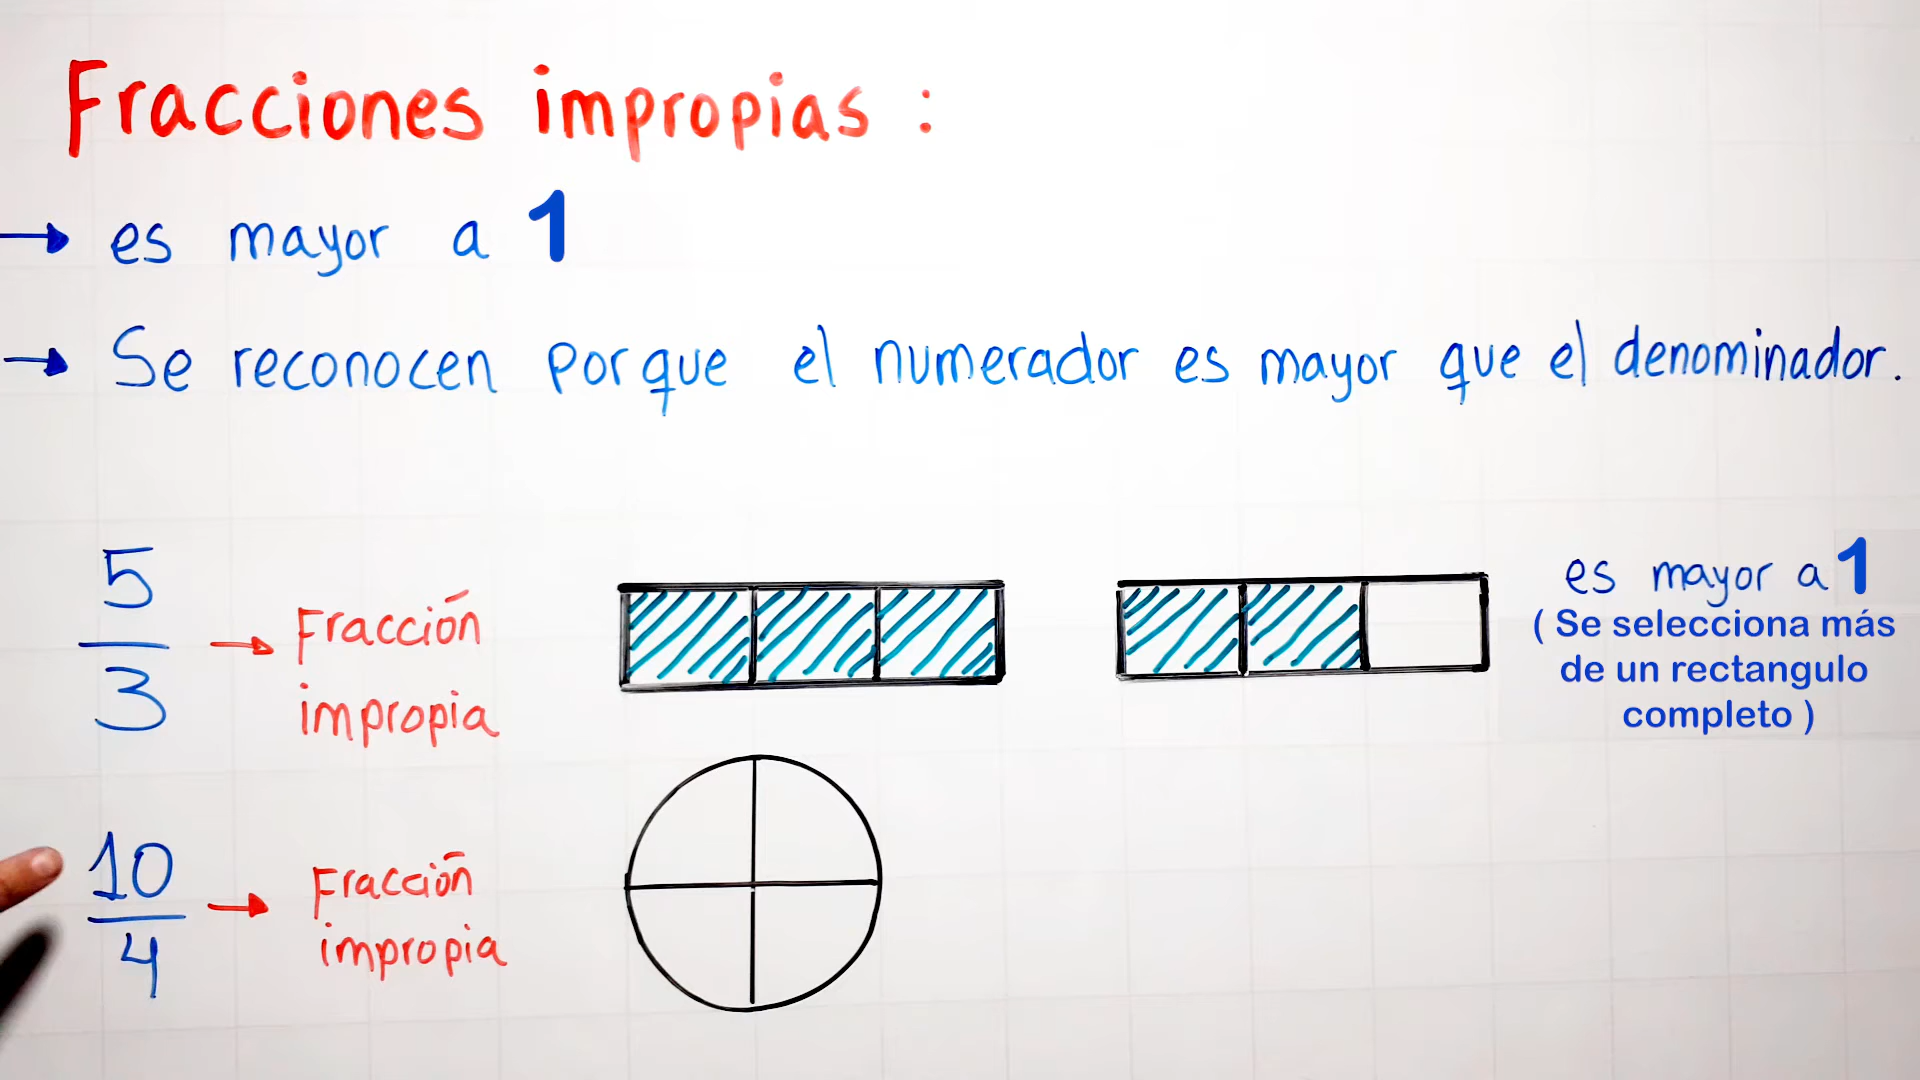 Fracciones impropias :
→ es mayor a 1
→ Se reconocen porque el numerador es mayor que el denominador.
5
3
→ Fracción
impropia
es mayor a 1
( Se selecciona más
de un rectangulo
completo )
10
4
→ Fracción
impropia